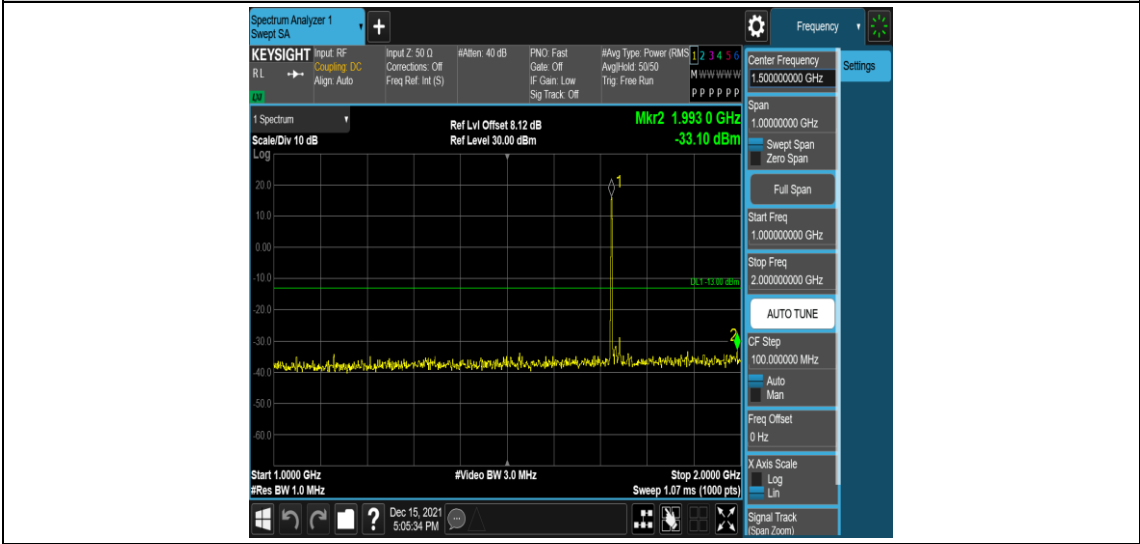 Spectrum Analyzer 1
Swept SA
+
Frequency
KEYSIGHT
RL
LM
Input: RF
Coupling: DC
Align: Auto
Input Z: 50 Ω
Corrections: Off
Freq Ref: Int (S)
#Atten: 40 dB
PNO: Fast
Gate: Off
IF Gain: Low
Sig Track: Off
#Avg Type: Power (RMS
Avg|Hold: 50/50
Trig: Free Run
1 2 3 4 5 6
M W W W W W
P P P P P P
Center Frequency
1.500000000 GHz
Settings
Span
1.00000000 GHz
Swept Span
Zero Span
Full Span
Start Freq
1.000000000 GHz
Stop Freq
2.000000000 GHz
AUTO TUNE
CF Step
100.000000 MHz
Auto
Man
Freq Offset
0 Hz
X Axis Scale
Log
Lin
Signal Track
(Span Zoom)
1 Spectrum
Scale/Div 10 dB
Log
Ref Lvl Offset 8.12 dB
Ref Level 30.00 dBm
Mkr2 1.993 0 GHz
-33.10 dBm
1
20.0
10.0
0.00
-10.0
DL1 -13.00 dBm
-20.0
2
-30.0
-40.0
-50.0
-60.0
Start 1.0000 GHz
#Video BW 3.0 MHz
Stop 2.0000 GHz
#Res BW 1.0 MHz
Sweep 1.07 ms (1000 pts)
?
Dec 15, 2021
5:05:34 PM